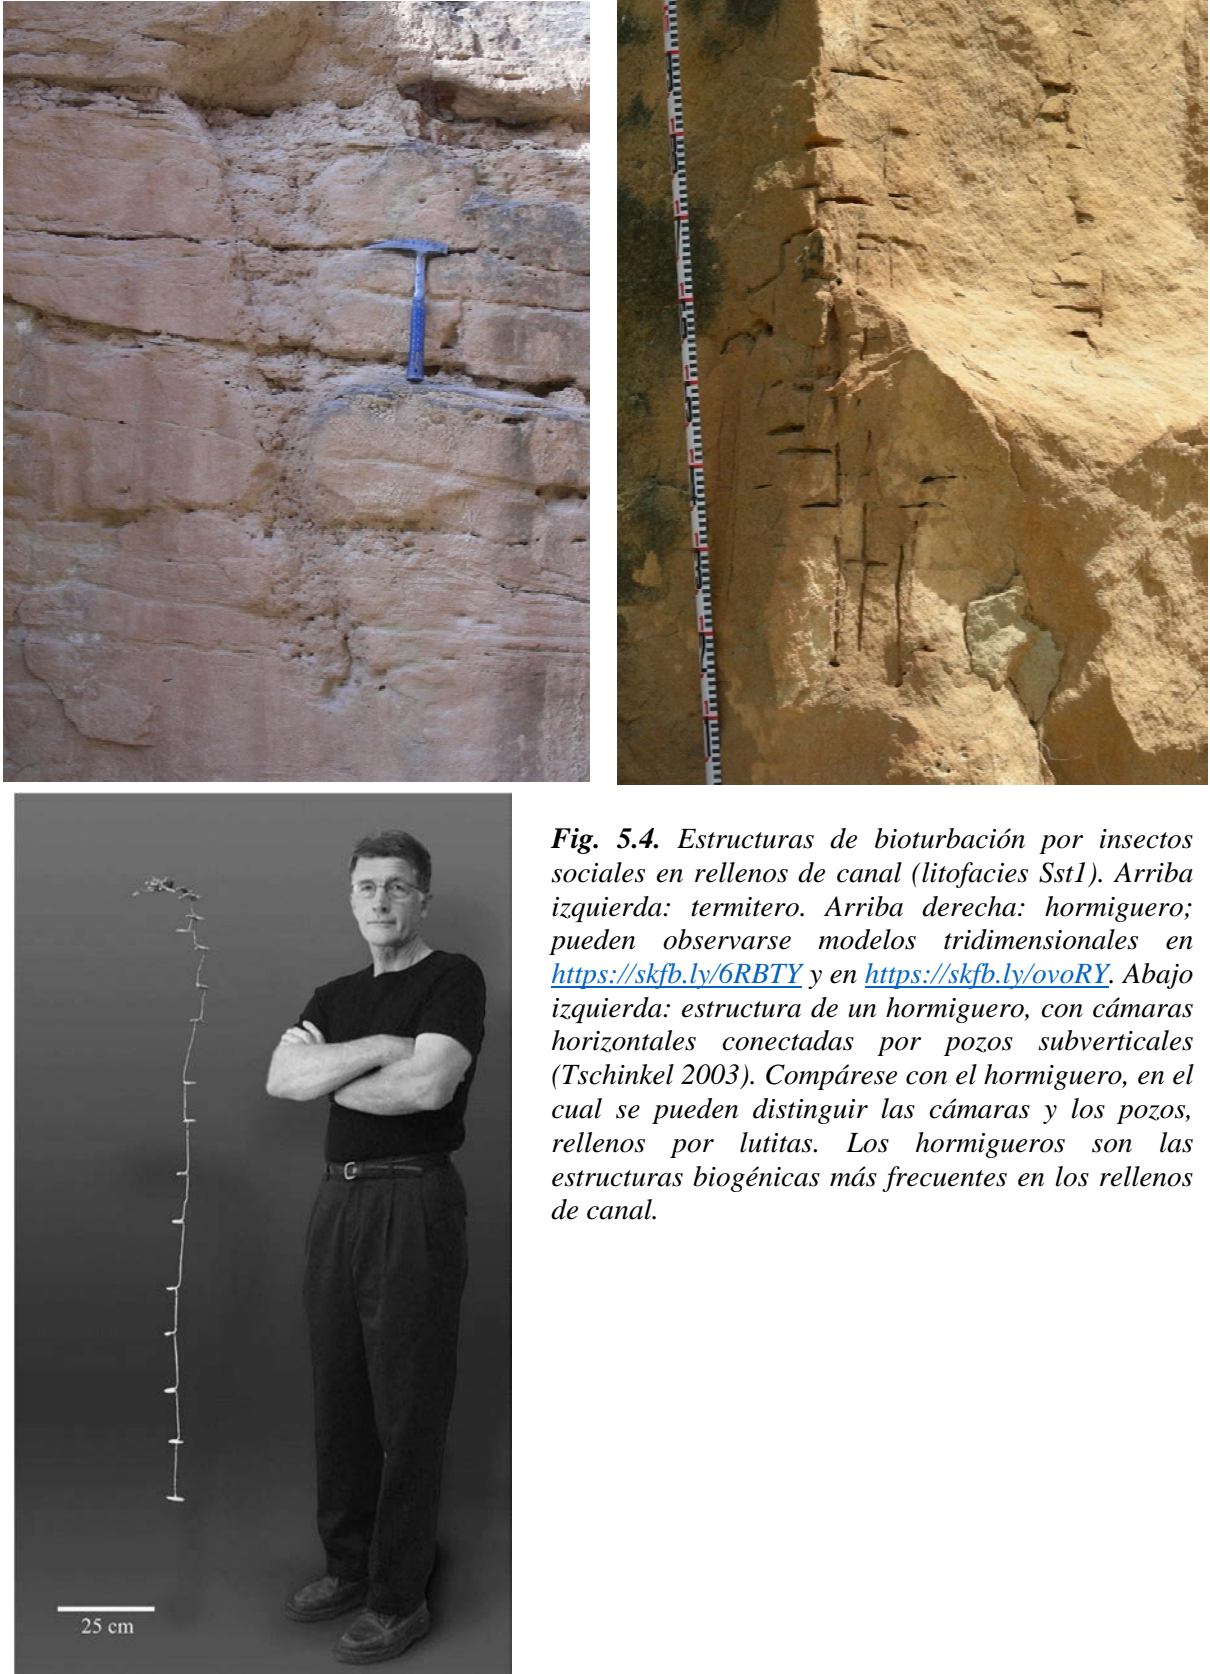 Fig. 5.4. Estructuras de bioturbación por insectos
sociales en rellenos de canal (litofacies Sst1). Arriba
izquierda: termitero. Arriba derecha: hormiguero;
pueden observarse modelos tridimensionales en
https://skfb.ly/6RBTY y en https://skfb.ly/ovoRY. Abajo
izquierda: estructura de un hormiguero, con cámaras
horizontales conectadas por pozos subverticales
(Tschinkel 2003). Compárese con el hormiguero, en el
cual se pueden distinguir las cámaras y los pozos,
rellenos por lutitas. Los hormigueros son las
estructuras biogénicas más frecuentes en los rellenos
de canal.
25 cm